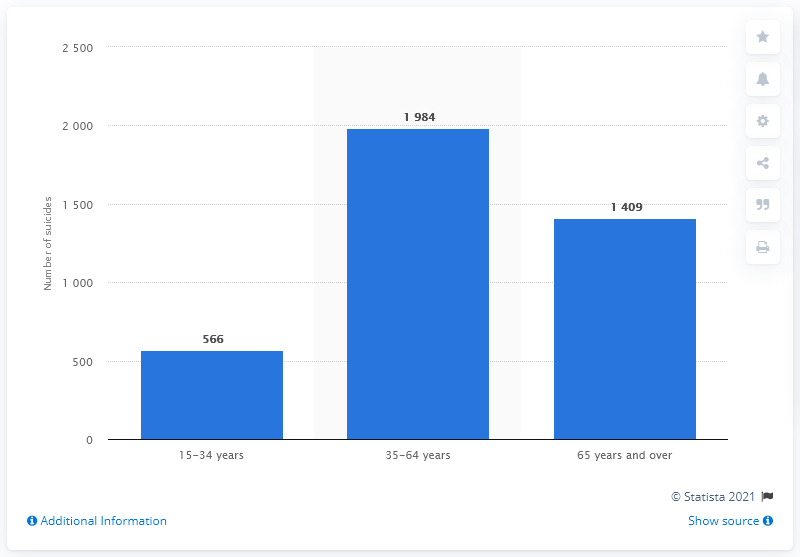 2 500
2 000
1 500
1 000
500
0
Number of suicides
566
1 984
1 409
15–34 years
35–64 years
65 years and over
© Statista 2021
Additional Information
Show source